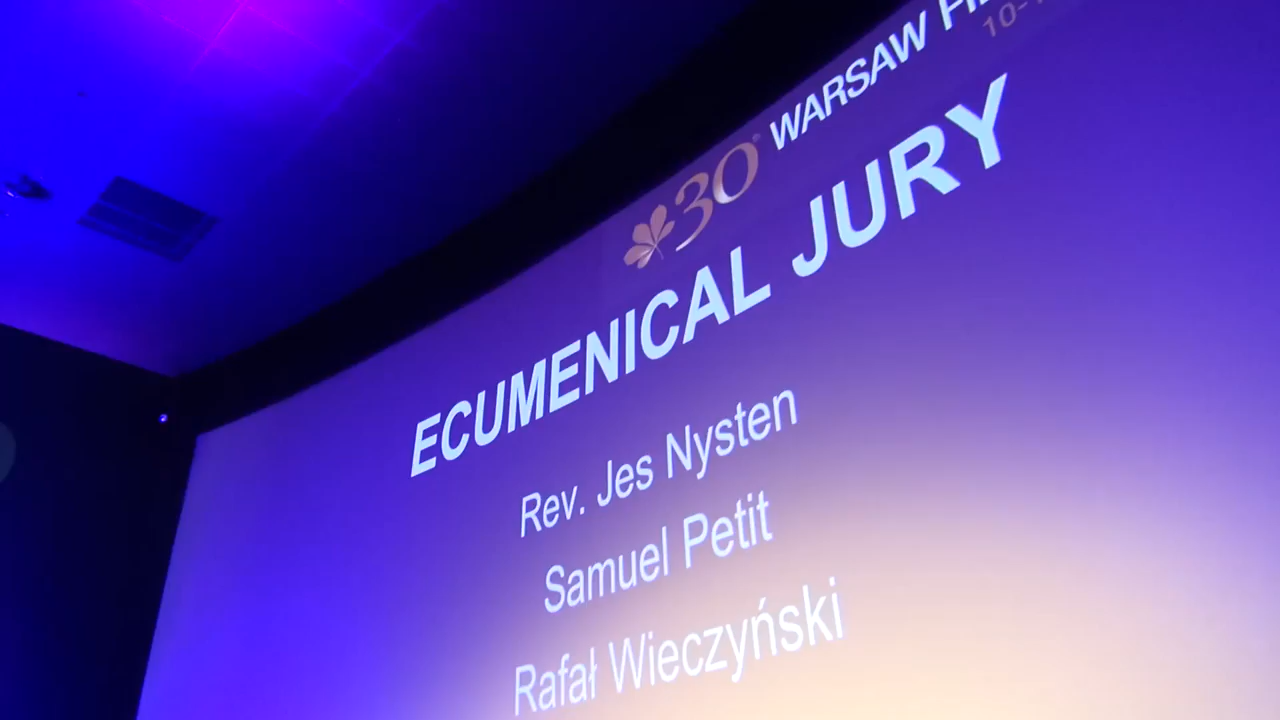 30 WARSAW
ECUMENICAL JURY
Rev. Jes Nysten
Samuel Petit
Rafał Wieczyński